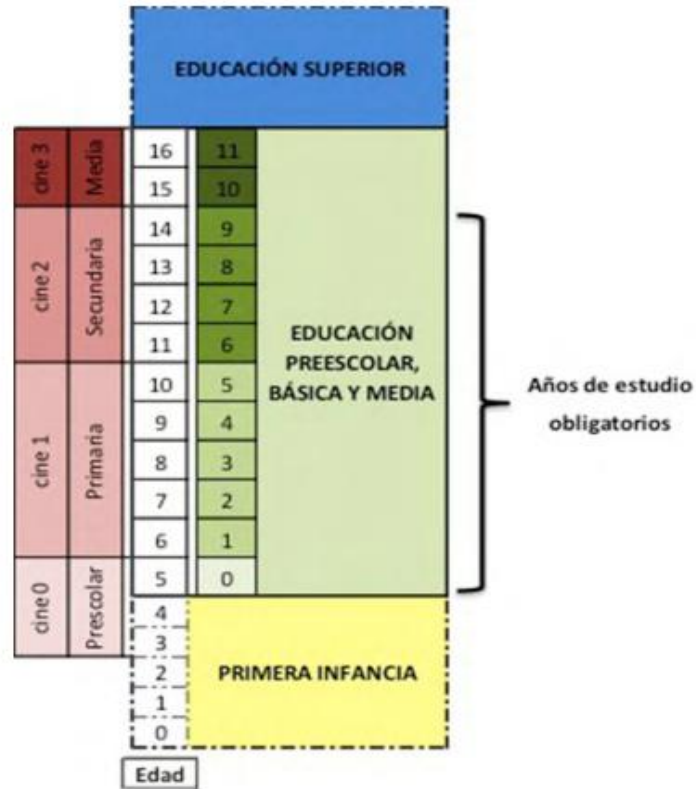 EDUCACIÓN SUPERIOR
cine 3
Media
16
11
15
10
cine 2
Secundaria
14
9
13
8
12
7
11
6
cine 1
Primaria
10
5
9
4
8
3
7
2
6
1
cine 0
Prescolar
5
0
4
3
2
1
0
EDUCACIÓN
PREESCOLAR,
BÁSICA Y MEDIA
Años de estudio
obligatorios
PRIMERA INFANCIA
Edad